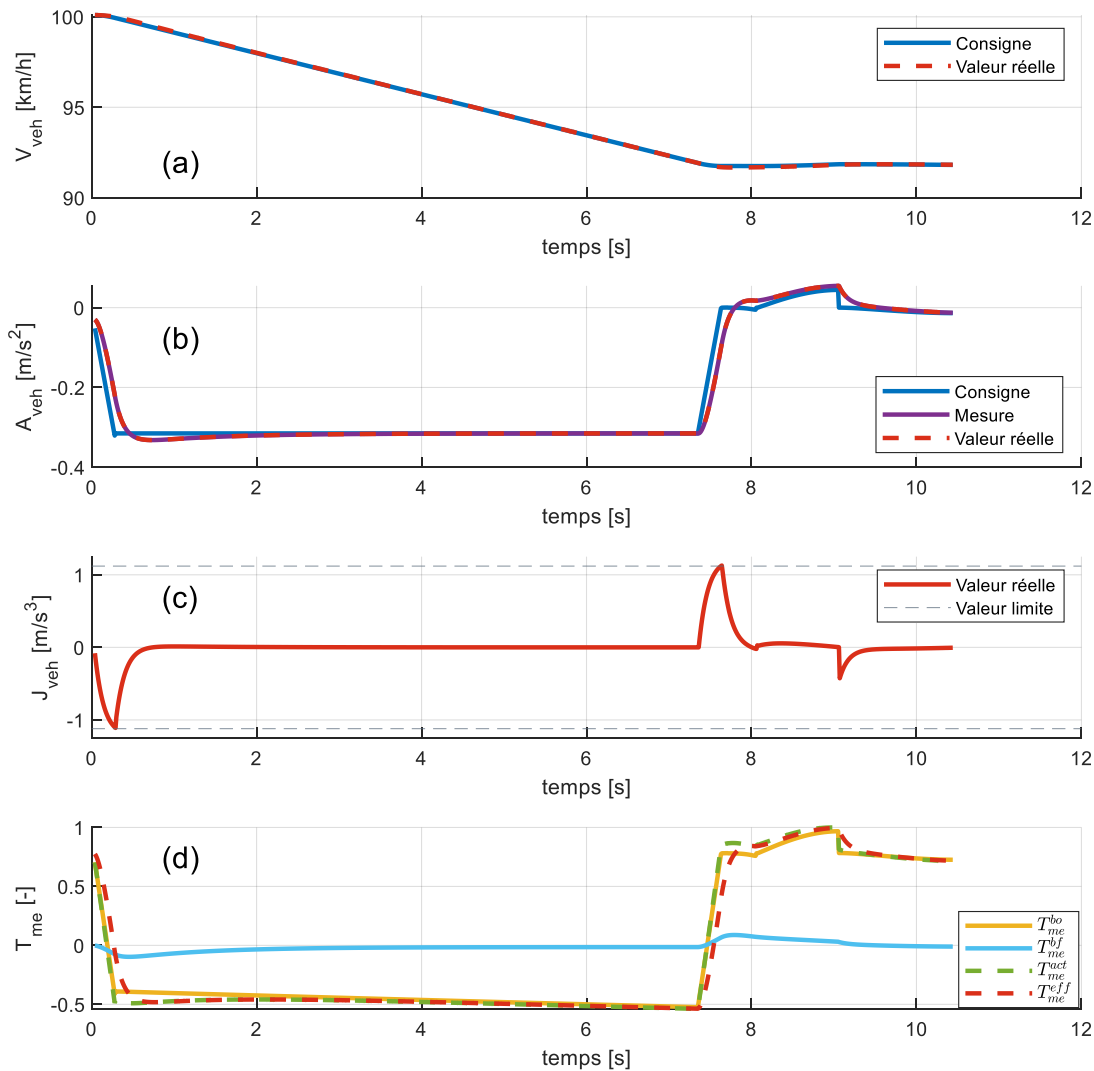 100
95
90
V_veh [km/h]
(a)
Consigne
Valeur réelle
0 2 4 6 8 10 12
temps [s]
0
-0.2
-0.4
A_veh [m/s²]
(b)
Consigne
Mesure
Valeur réelle
0 2 4 6 8 10 12
temps [s]
1
0
-1
J_veh [m/s³]
(c)
Valeur réelle
Valeur limite
0 2 4 6 8 10 12
temps [s]
1
0.5
0
-0.5
T_me [-]
(d)
T_me^bo
T_me^bf
T_me^act
T_me^eff
0 2 4 6 8 10 12
temps [s]